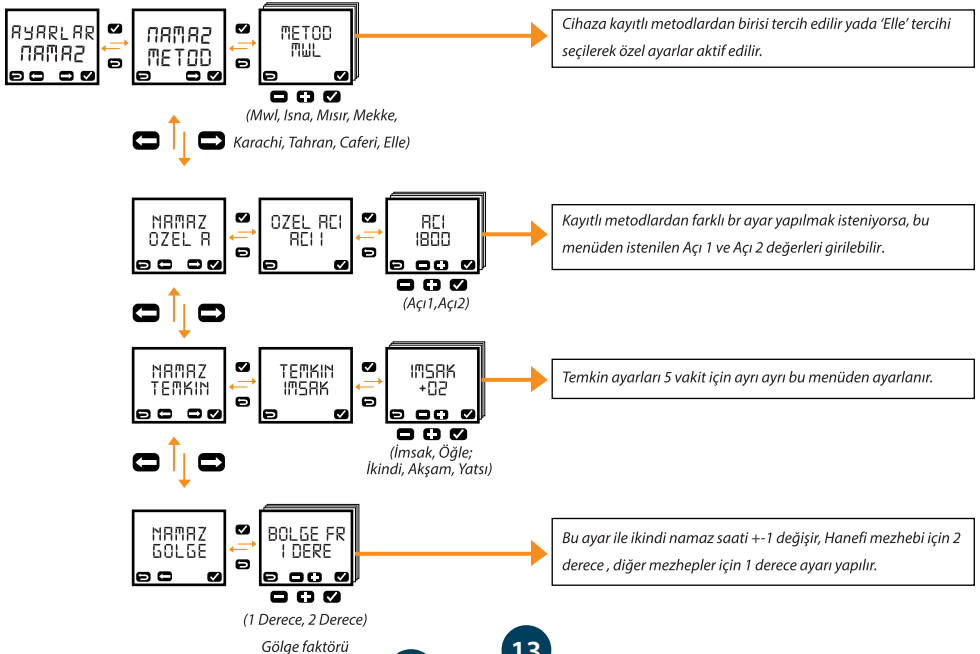 AYARLAR
NAMAZ
NAMAZ
METOD
METOD
MWL
Cihaza kayıtlı metodlardan birisi tercih edilir yada ‘Elle’ tercihi
seçilerek özel ayarlar aktif edilir.
(Mwl, Isna, Mısır, Mekke,
Karachi, Tahran, Caferi, Elle)
NAMAZ
OZEL A
OZEL ACI
ACI 1
ACI
1800
Kayıtlı metodlardan farklı br ayar yapılmak isteniyorsa, bu
menüden istenilen Açı 1 ve Açı 2 değerleri girilebilir.
(Açı1,Açı2)
NAMAZ
TEMKIN
TEMKIN
IMSAK
IMSAK
+02
Temkin ayarları 5 vakit için ayrı ayrı bu menüden ayarlanır.
(İmsak, Öğle;
İkindi, Akşam, Yatsı)
NAMAZ
GOLGE
BOLGE FR
1 DERE
Bu ayar ile ikindi namaz saati +-1 değişir, Hanefi mezhebi için 2
derece , diğer mezhepler için 1 derece ayarı yapılır.
(1 Derece, 2 Derece)
Gölge faktörü
13